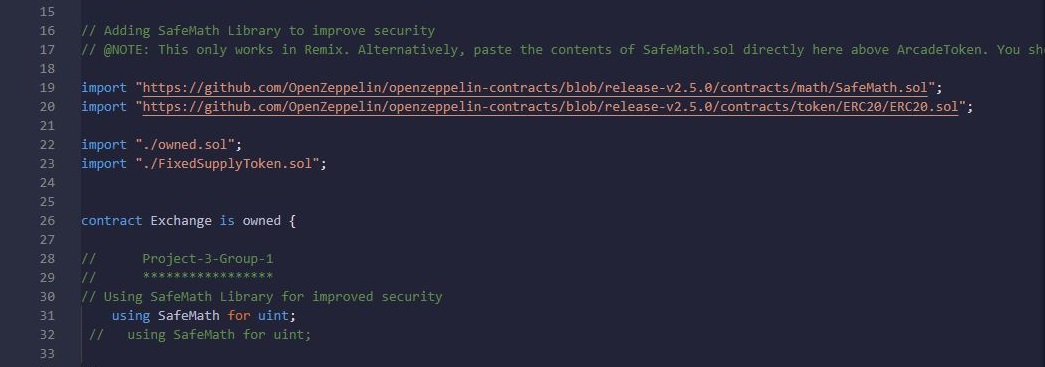 15
16 // Adding SafeMath Library to improve security
17 // @NOTE: This only works in Remix. Alternatively, paste the contents of SafeMath.sol directly here above ArcadeToken. You sh
18
19 import "https://github.com/OpenZeppelin/openzeppelin-contracts/blob/release-v2.5.0/contracts/math/SafeMath.sol";
20 import "https://github.com/OpenZeppelin/openzeppelin-contracts/blob/release-v2.5.0/contracts/token/ERC20/ERC20.sol";
21
22 import "./owned.sol";
23 import "./FixedSupplyToken.sol";
24
25
26 contract Exchange is owned {
27
28 //      Project-3-Group-1
29 //      *****************
30 // Using SafeMath Library for improved security
31     using SafeMath for uint;
32  //   using SafeMath for uint;
33